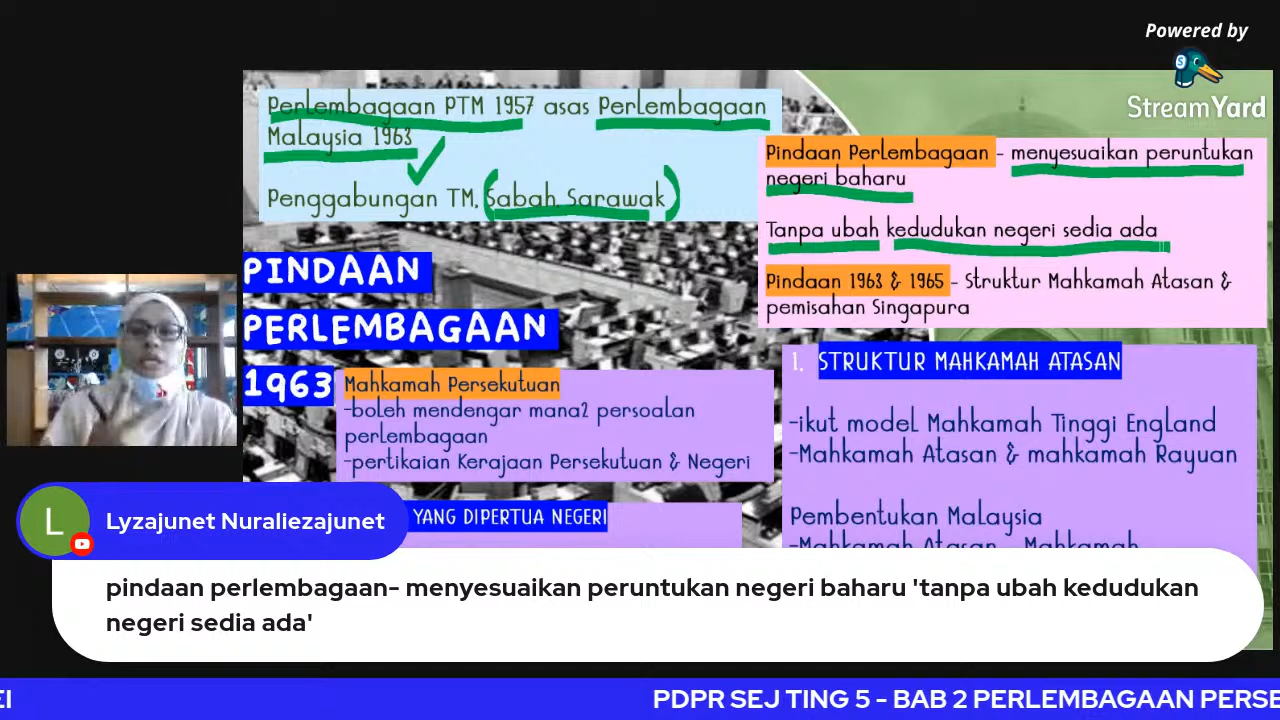 Powered by
StreamYard
Perlembagaan PTM 1957 asas Perlembagaan
Malaysia 1963
Penggabungan TM, (Sabah, Sarawak)
Pindaan Perlembagaan - menyesuaikan peruntukan
negeri baharu
Tanpa ubah kedudukan negeri sedia ada
Pindaan 1963 & 1965 - Struktur Mahkamah Atasan &
pemisahan Singapura
PINDAAN
PERLEMBAGAAN
1963
Mahkamah Persekutuan
-boleh mendengar mana2 persoalan
perlembagaan
-pertikaian Kerajaan Persekutuan & Negeri
1. STRUKTUR MAHKAMAH ATASAN
-ikut model Mahkamah Tinggi England
-Mahkamah Atasan & mahkamah Rayuan
Pembentukan Malaysia
-Mahkamah Atasan - Mahkamah
YANG DIPERTUA NEGERI
L
Lyzajunet Nuraliezajunet
pindaan perlembagaan- menyesuaikan peruntukan negeri baharu 'tanpa ubah kedudukan
negeri sedia ada'
EI
PDPR SEJ TING 5 - BAB 2 PERLEMBAGAAN PERSE